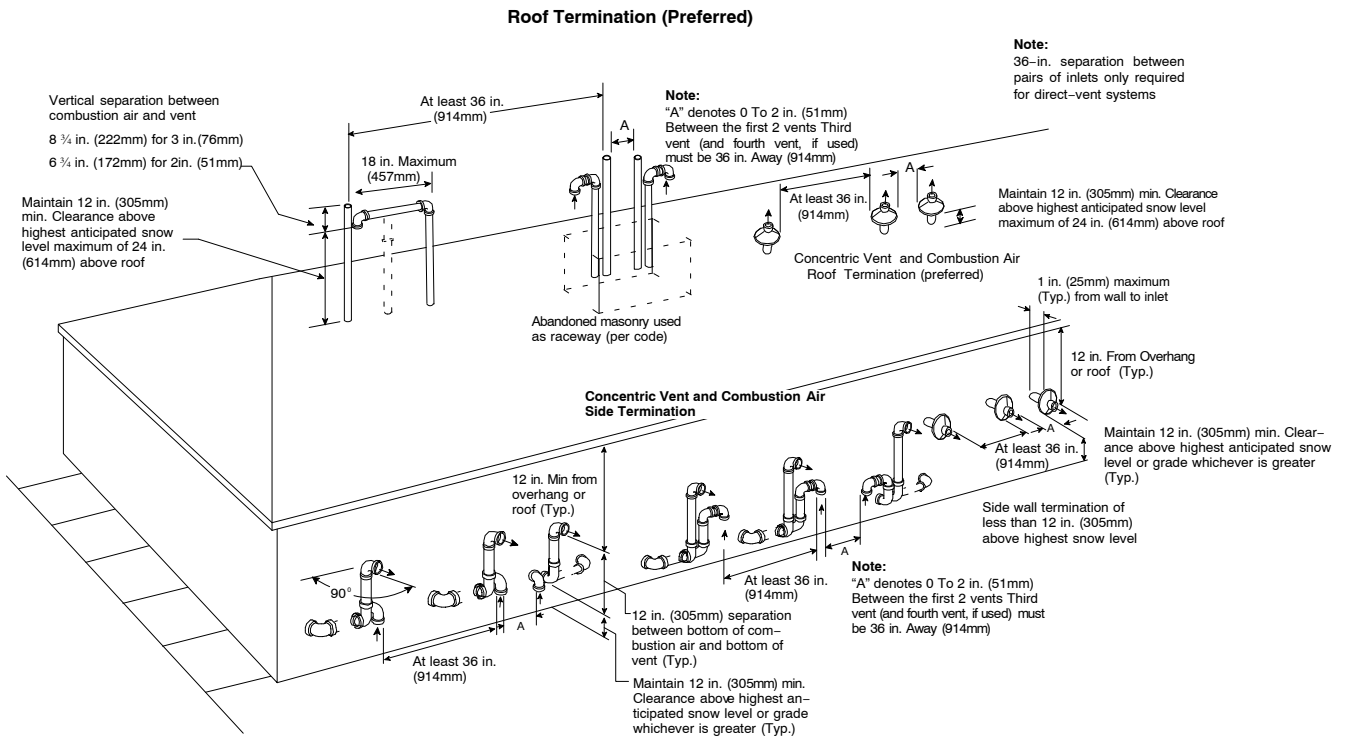 Roof Termination (Preferred)
Note:
36-in. separation between
pairs of inlets only required
for direct-vent systems
Vertical separation between
combustion air and vent
8 ¾ in. (222mm) for 3 in.(76mm)
6 ¾ in. (172mm) for 2in. (51mm)
At least 36 in.
(914mm)
Note:
“A” denotes 0 To 2 in. (51mm)
Between the first 2 vents Third
vent (and fourth vent, if used)
must be 36 in. Away (914mm)
A
18 in. Maximum
(457mm)
Maintain 12 in. (305mm)
min. Clearance above
highest anticipated snow
level maximum of 24 in.
(614mm) above roof
A
At least 36 in.
(914mm)
Maintain 12 in. (305mm) min. Clearance
above highest anticipated snow level
maximum of 24 in. (614mm) above roof
Concentric Vent and Combustion Air
Roof Termination (preferred)
Abandoned masonry used
as raceway (per code)
1 in. (25mm) maximum
(Typ.) from wall to inlet
12 in. From Overhang
or roof (Typ.)
Concentric Vent and Combustion Air
Side Termination
A
At least 36 in.
(914mm)
Maintain 12 in. (305mm) min. Clear-
ance above highest anticipated snow
level or grade whichever is greater
(Typ.)
12 in. Min from
overhang or
roof (Typ.)
Side wall termination of
less than 12 in. (305mm)
above highest snow level
A
At least 36 in.
(914mm)
Note:
“A” denotes 0 To 2 in. (51mm)
Between the first 2 vents Third
vent (and fourth vent, if used) must
be 36 in. Away (914mm)
90°
A
At least 36 in.
(914mm)
12 in. (305mm) separation
between bottom of com-
bustion air and bottom of
vent (Typ.)
Maintain 12 in. (305mm) min.
Clearance above highest an-
ticipated snow level or grade
whichever is greater (Typ.)